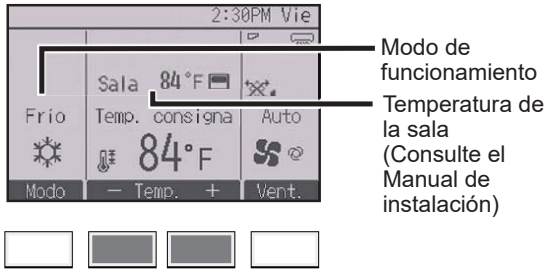 2:30PM Vie
Sala 84°F
Frío Temp. consigna Auto
84°F
Modo — Temp. + Vent.
Modo de
funcionamiento
Temperatura de
la sala
(Consulte el
Manual de
instalación)